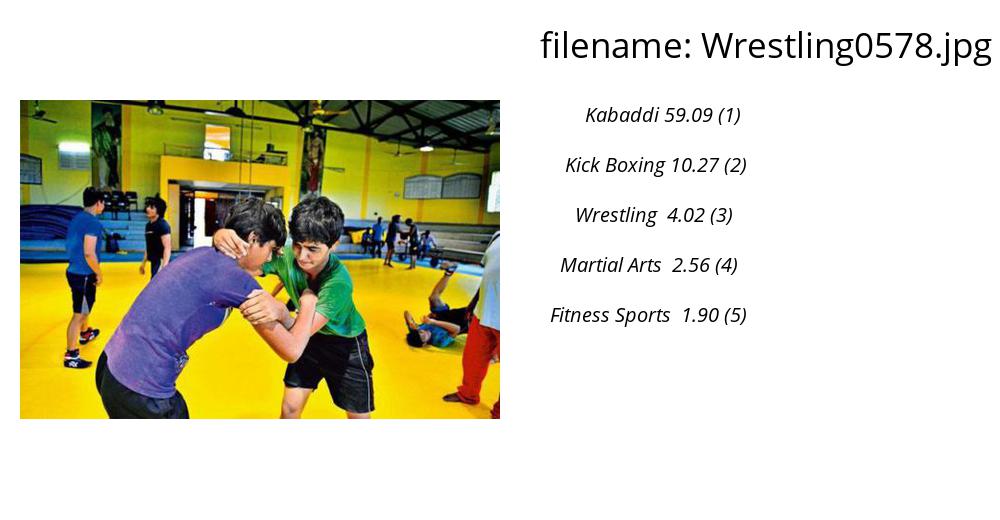 filename: Wrestling0578.jpg
Kabaddi 59.09 (1)
Kick Boxing 10.27 (2)
Wrestling  4.02 (3)
Martial Arts  2.56 (4)
Fitness Sports  1.90 (5)